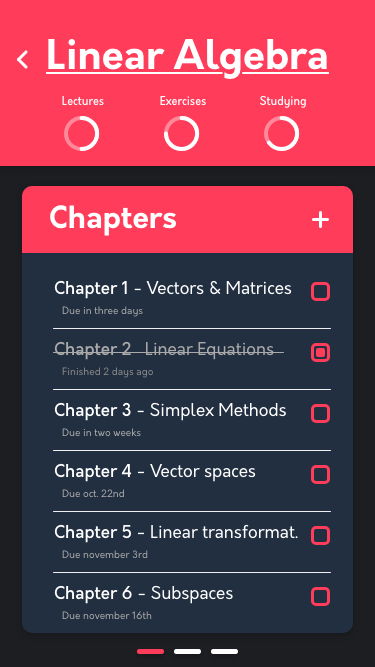 Linear Algebra
Lectures Exercises Studying
Chapters +
Chapter 1 - Vectors & Matrices
Due in three days
Chapter 2 Linear Equations
Finished 2 days ago
Chapter 3 - Simplex Methods
Due in two weeks
Chapter 4 - Vector spaces
Due oct. 22nd
Chapter 5 - Linear transformat.
Due november 3rd
Chapter 6 - Subspaces
Due november 16th